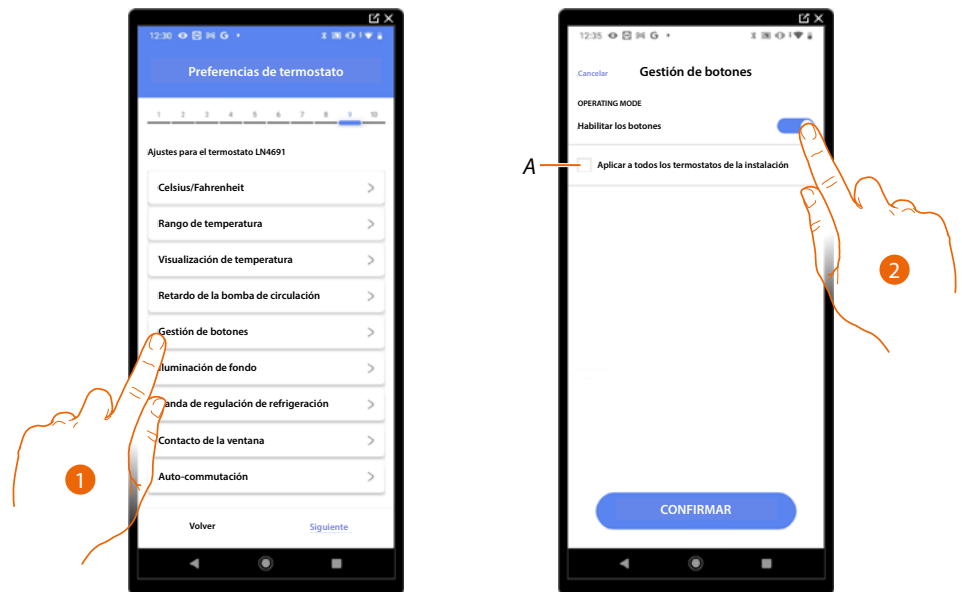 12:30 G
Preferencias de termostato
1 2 3 4 5 6 7 8 9 10
Ajustes para el termostato LN4691
Celsius/Fahrenheit
Rango de temperatura
Visualización de temperatura
Retardo de la bomba de circulación
Gestión de botones
Iluminación de fondo
anda de regulación de refrigeración
Contacto de la ventana
Auto-commutación
Volver
Siguiente
1
12:35 G
Cancelar
Gestión de botones
OPERATING MODE
Habilitar los botones
A
Aplicar a todos los termostatos de la instalación
2
CONFIRMAR